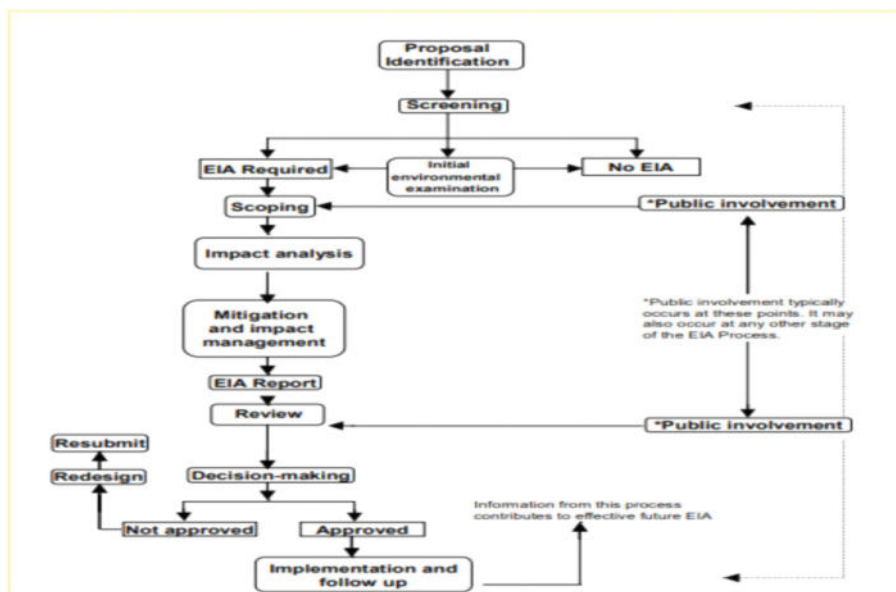 Proposal
Identification
Screening
EIA Required
Initial
environmental
examination
No EIA
Scoping
*Public involvement
Impact analysis
*Public involvement typically
occurs at these points. It may
also occur at any other stage
of the EIA Process.
Mitigation
and impact
management
EIA Report
Review
*Public involvement
Resubmit
Redesign
Decision-making
Information from this process
contributes to effective future EIA
Not approved
Approved
Implementation and
follow up